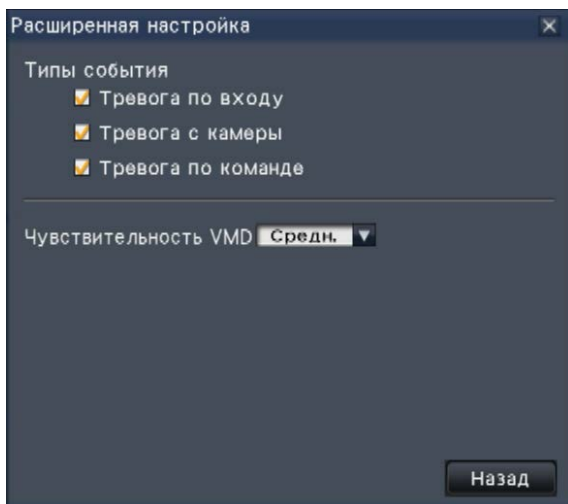 Расширенная настройка
Типы события
Тревога по входу
Тревога с камеры
Тревога по команде
Чувствительность VMD Средн.
Назад